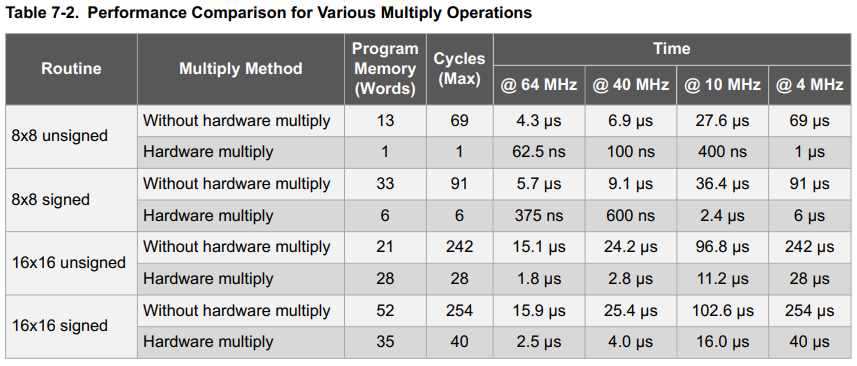 Table 7-2. Performance Comparison for Various Multiply Operations
Routine Multiply Method Program Memory (Words) Cycles (Max) Time
@ 64 MHz @ 40 MHz @ 10 MHz @ 4 MHz
8x8 unsigned Without hardware multiply 13 69 4.3 µs 6.9 µs 27.6 µs 69 µs
Hardware multiply 1 1 62.5 ns 100 ns 400 ns 1 µs
8x8 signed Without hardware multiply 33 91 5.7 µs 9.1 µs 36.4 µs 91 µs
Hardware multiply 6 6 375 ns 600 ns 2.4 µs 6 µs
16x16 unsigned Without hardware multiply 21 242 15.1 µs 24.2 µs 96.8 µs 242 µs
Hardware multiply 28 28 1.8 µs 2.8 µs 11.2 µs 28 µs
16x16 signed Without hardware multiply 52 254 15.9 µs 25.4 µs 102.6 µs 254 µs
Hardware multiply 35 40 2.5 µs 4.0 µs 16.0 µs 40 µs